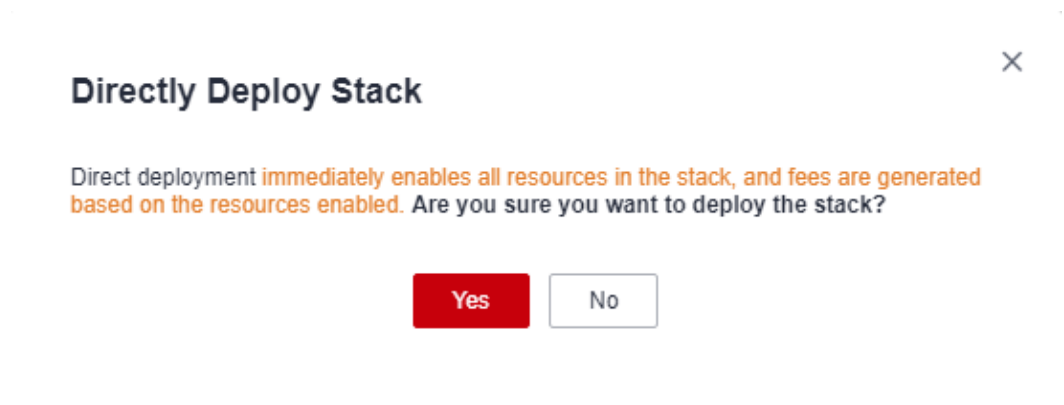 Directly Deploy Stack
Direct deployment immediately enables all resources in the stack, and fees are generated
based on the resources enabled. Are you sure you want to deploy the stack?
Yes
No